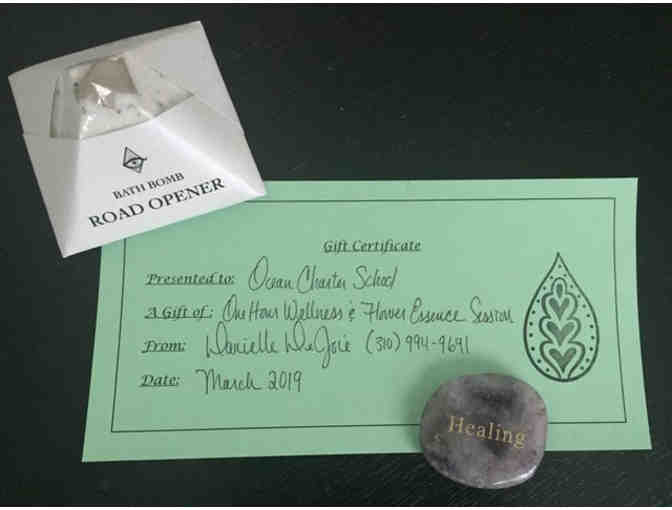 BATH BOMB
ROAD OPENER
Gift Certificate
Presented to: Ocean Charter School
A Gift of: One Hour Wellness & Flower Essence Session
From: Danielle DeJoie (310) 994-9691
Date: March 2019
Healing